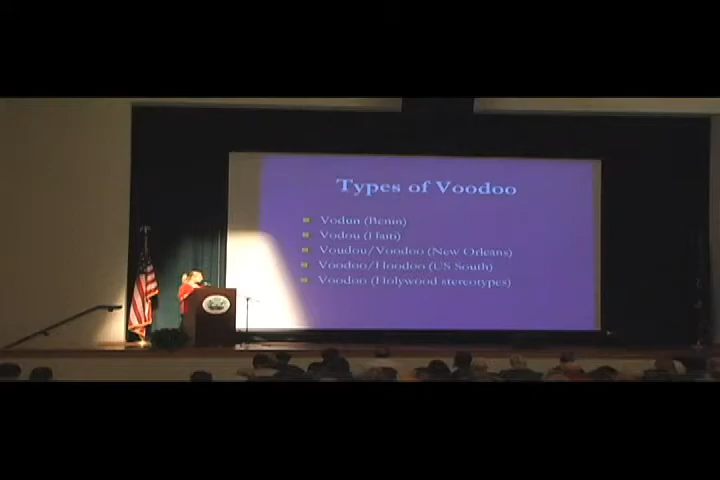 Types of Voodoo
Vodun (Benin)
Vodou (Haiti)
Voudou/Voodoo (New Orleans)
Voodoo/Hoodoo (US South)
Voodoo (Holywood stereotypes)